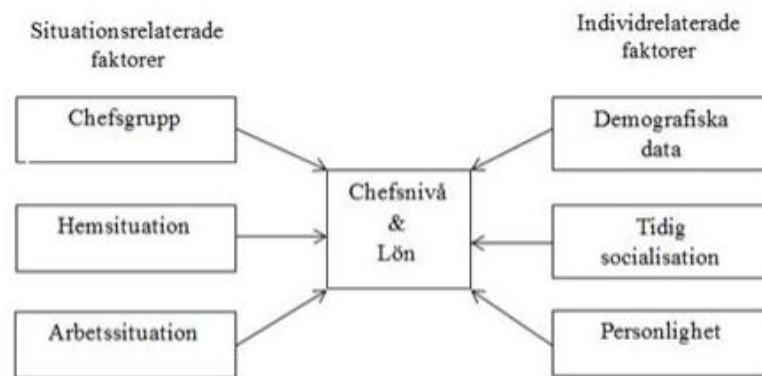 Situationsrelaterade
faktorer
Chefsgrupp
Hemsituation
Arbetssituation
Chefsnivå
&
Lön
Individrelaterade
faktorer
Demografiska
data
Tidig
socialisation
Personlighet